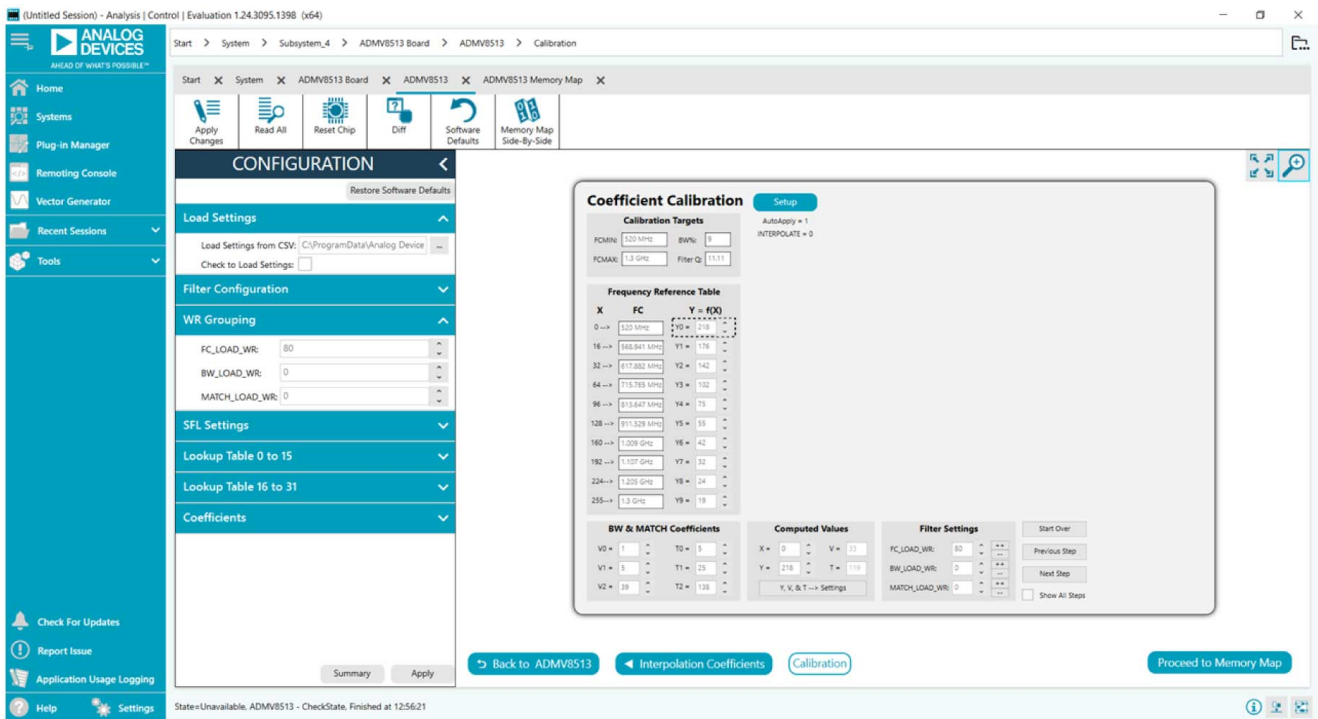 (Untitled Session) - Analysis | Control | Evaluation 1.24.3095.1398 (x64)
ANALOG
DEVICES
AHEAD OF WHAT'S POSSIBLE™
Start > System > Subsystem_4 > ADMV8513 Board > ADMV8513 > Calibration
Home
Systems
Plug-in Manager
Remoting Console
Vector Generator
Recent Sessions
Tools
Check For Updates
Report Issue
Application Usage Logging
Help Settings
Start X System X ADMV8513 Board X ADMV8513 X ADMV8513 Memory Map X
Apply Changes
Read All
Reset Chip
Diff
Software Defaults
Memory Map Side-By-Side
CONFIGURATION
Restore Software Defaults
Load Settings
Load Settings from CSV: C:\ProgramData\Analog Device ...
Check to Load Settings:
Filter Configuration
WR Grouping
FC_LOAD_WR: 80
BW_LOAD_WR: 0
MATCH_LOAD_WR: 0
SFL Settings
Lookup Table 0 to 15
Lookup Table 16 to 31
Coefficients
Summary Apply
Coefficient Calibration Setup
Calibration Targets
FCMIN: 520 MHz BW%: 9
FCMAX: 1.3 GHz Filter Q: 11.11
AutoApply = 1
INTERPOLATE = 0
Frequency Reference Table
X FC Y = f(X)
0 --> 520 MHz Y0 = 218
16 --> 568.941 MHz Y1 = 176
32 --> 617.882 MHz Y2 = 142
64 --> 715.765 MHz Y3 = 102
96 --> 813.647 MHz Y4 = 75
128 --> 911.529 MHz Y5 = 55
160 --> 1.009 GHz Y6 = 42
192 --> 1.107 GHz Y7 = 32
224--> 1.205 GHz Y8 = 24
255--> 1.3 GHz Y9 = 19
BW & MATCH Coefficients
V0 = 1 T0 = 5
V1 = 5 T1 = 25
V2 = 39 T2 = 138
Computed Values
X = 0 V = 33
Y = 218 T = 119
Y, V, & T --> Settings
Filter Settings
FC_LOAD_WR: 80 ++ --
BW_LOAD_WR: 0 ++ --
MATCH_LOAD_WR: 0 ++ --
Start Over
Previous Step
Next Step
Show All Steps
Back to ADMV8513
Interpolation Coefficients
Calibration
Proceed to Memory Map
State=Unavailable, ADMV8513 - CheckState, Finished at 12:56:21